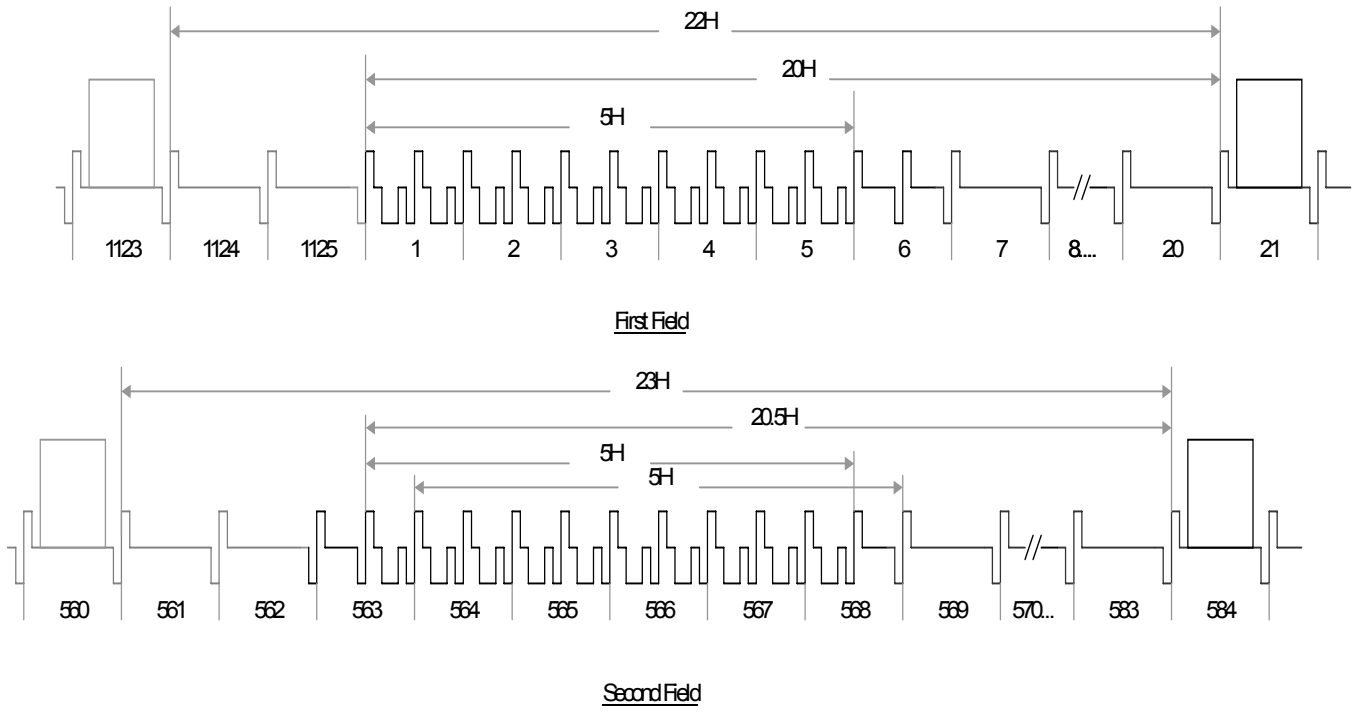 22H
20H
5H
1123 1124 1125 1 2 3 4 5 6 7 8.... 20 21
First Field
23H
20.5H
5H
5H
560 561 562 563 564 565 566 567 568 569 570... 583 584
Second Field